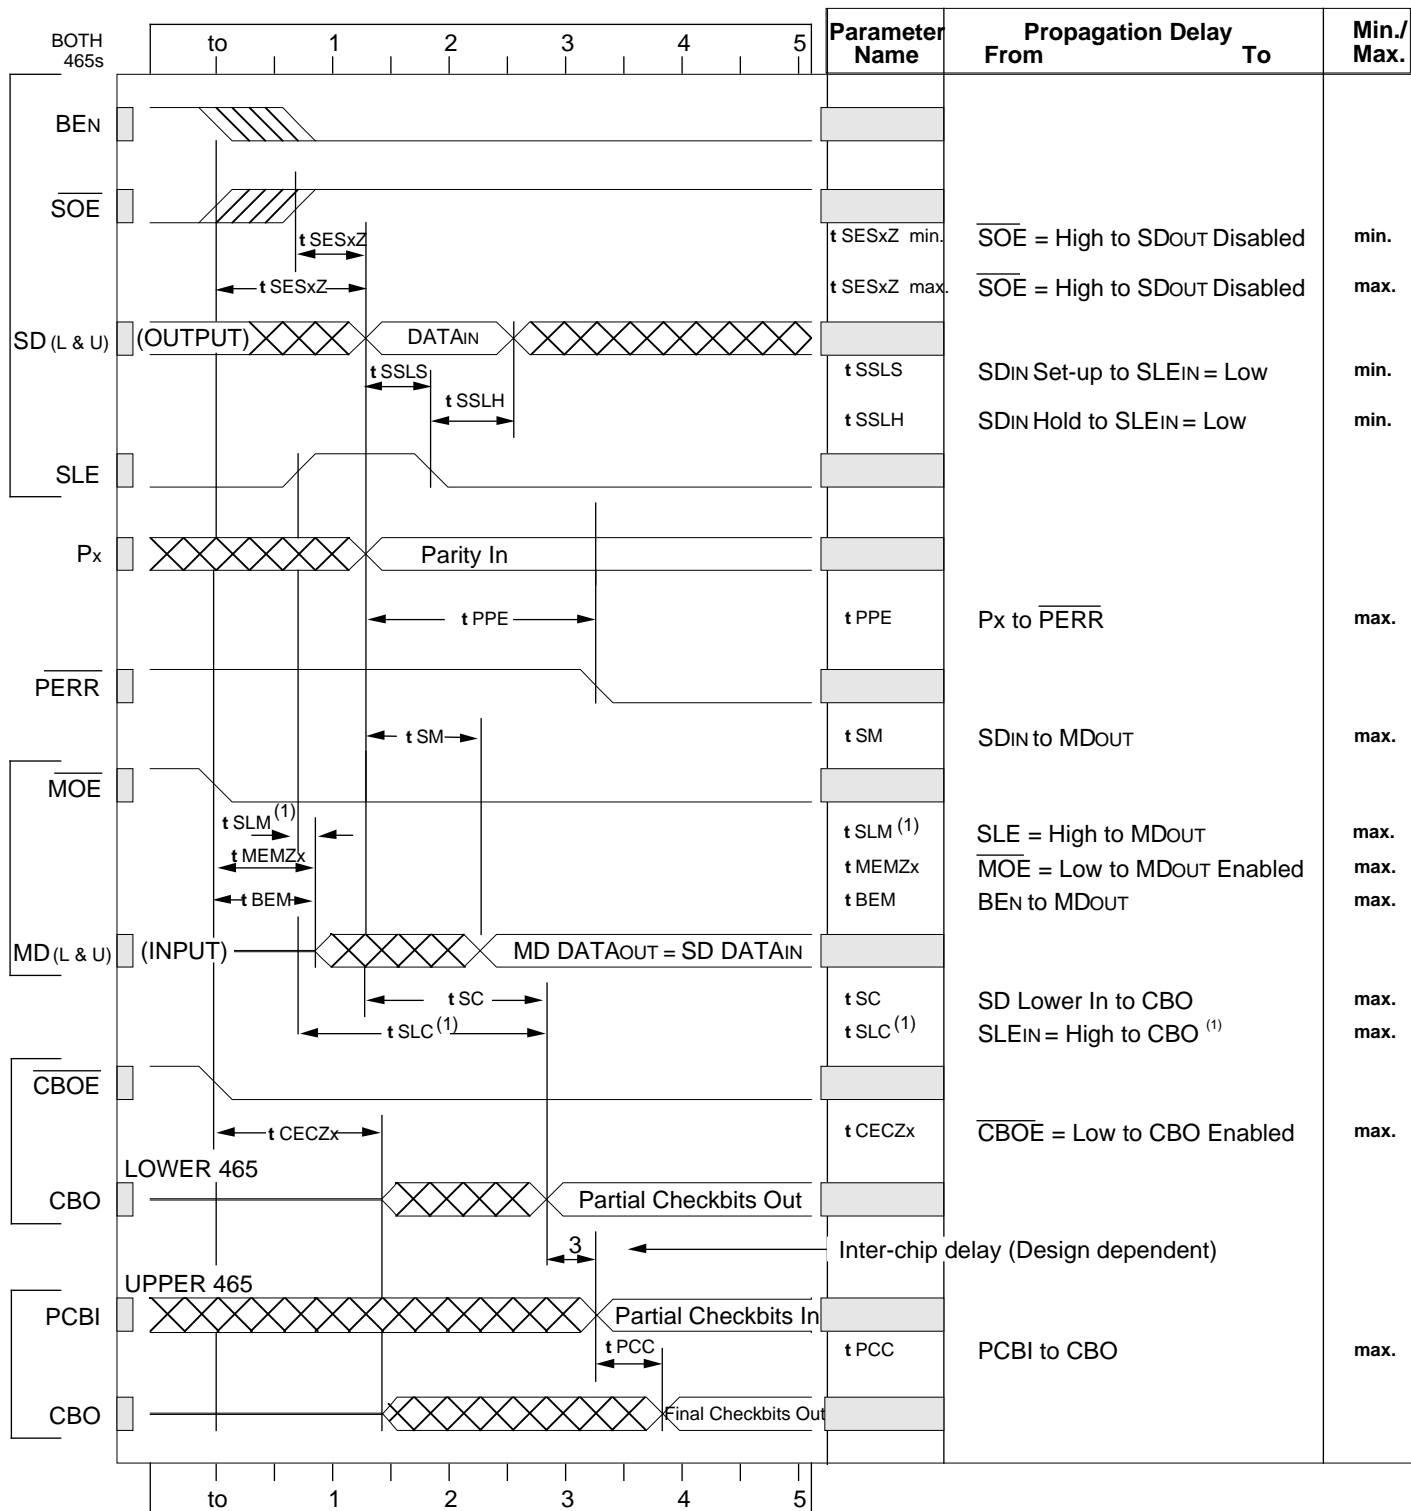 BOTH
465s
to 1 2 3 4 5
Parameter Name
Propagation Delay
From To
Min./
Max.
BEN
SOE
t SESxZ
t SESxZ min. SOE = High to SDOUT Disabled min.
t SESxZ
t SESxZ max. SOE = High to SDOUT Disabled max.
SD (L & U) (OUTPUT) DATAIN
t SSLS
t SSLS SDIN Set-up to SLEIN = Low min.
t SSLH
t SSLH SDIN Hold to SLEIN = Low min.
SLE
Px Parity In
t PPE
t PPE Px to PERR max.
PERR
t SM
t SM SDIN to MDOUT max.
MOE
t SLM (1)
t SLM (1) SLE = High to MDOUT max.
t MEMZx
t MEMZx MOE = Low to MDOUT Enabled max.
t BEM
t BEM BEN to MDOUT max.
MD (L & U) (INPUT) MD DATAOUT = SD DATAIN
t SC
t SC SD Lower In to CBO max.
t SLC (1)
t SLC (1) SLEIN = High to CBO (1) max.
CBOE
t CECZx
t CECZx CBOE = Low to CBO Enabled max.
LOWER 465
CBO Partial Checkbits Out
3 Inter-chip delay (Design dependent)
UPPER 465
PCBI Partial Checkbits In
t PCC
t PCC PCBI to CBO max.
CBO Final Checkbits Out
to 1 2 3 4 5